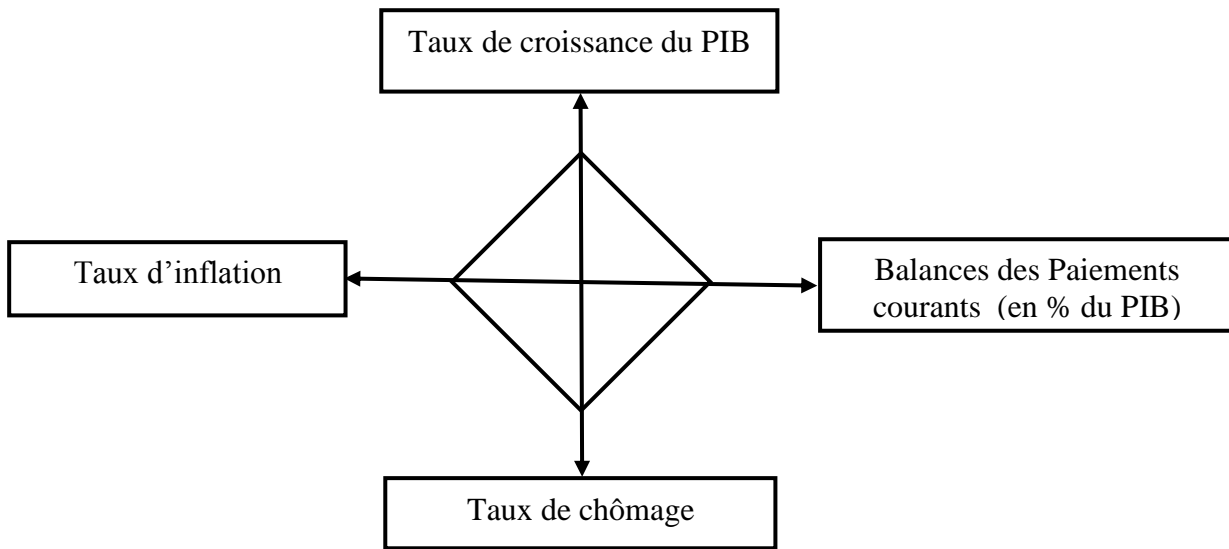 Taux de croissance du PIB
Taux d’inflation
Balances des Paiements
courants (en % du PIB)
Taux de chômage